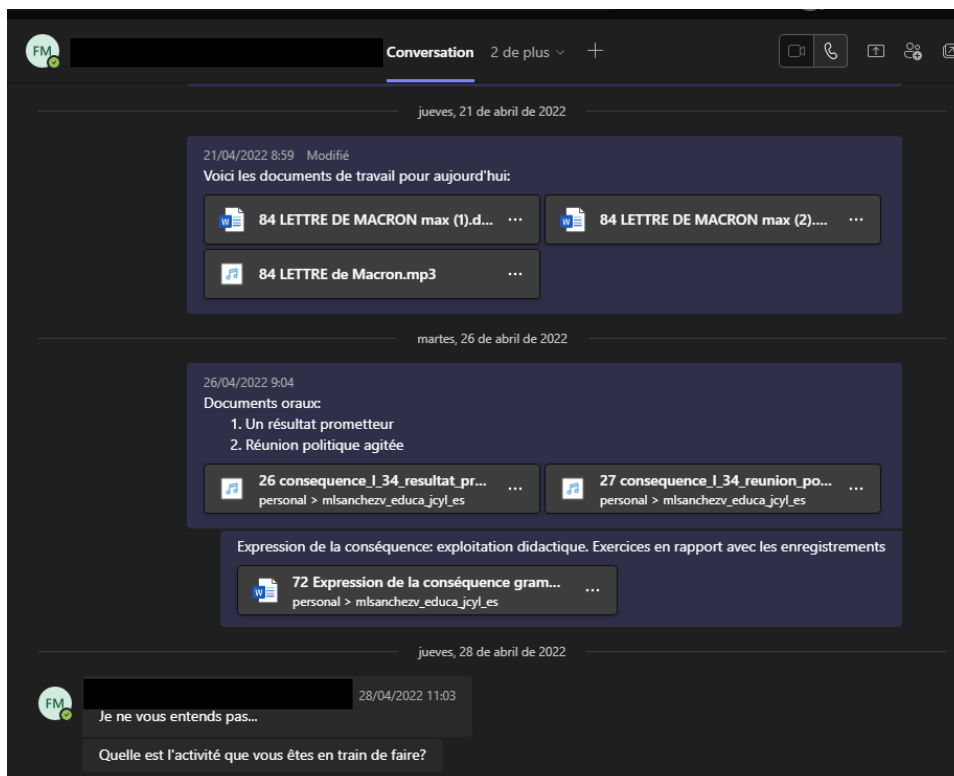 FM
Conversation 2 de plus
jueves, 21 de abril de 2022
21/04/2022 8:59 Modifié
Voici les documents de travail pour aujourd'hui:
84 LETTRE DE MACRON max (1).d... ...
84 LETTRE DE MACRON max (2).... ...
84 LETTRE de Macron.mp3 ...
martes, 26 de abril de 2022
26/04/2022 9:04
Documents oraux:
1. Un résultat prometteur
2. Réunion politique agitée
26 consequence_I_34_resultat_pr... ...
personal > mlsanchezv_educa_jcyl_es
27 consequence_I_34_reunion_po... ...
personal > mlsanchezv_educa_jcyl_es
Expression de la conséquence: exploitation didactique. Exercices en rapport avec les enregistrements
72 Expression de la conséquence gram... ...
personal > mlsanchezv_educa_jcyl_es
jueves, 28 de abril de 2022
FM
28/04/2022 11:03
Je ne vous entends pas...
Quelle est l'activité que vous êtes en train de faire?